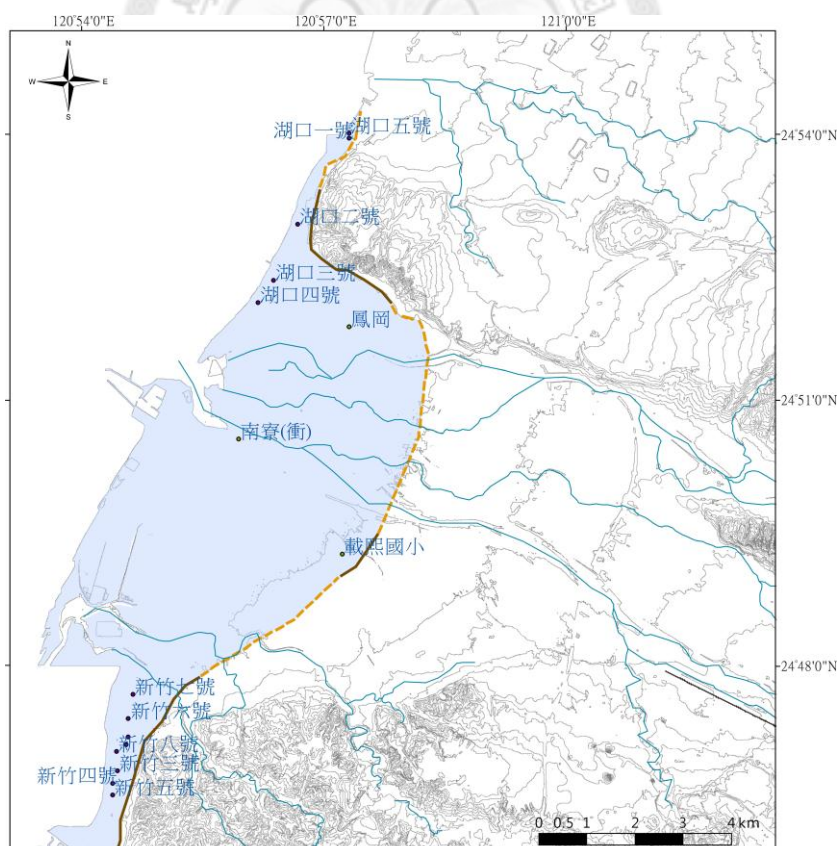 120°54'0"E
120°57'0"E
121°0'0"E
N
W
E
S
24°54'0"N
湖口一號
湖口五號
湖口二號
湖口三號
湖口四號
鳳岡
24°51'0"N
南寮(衝)
載熙國小
24°48'0"N
新竹七號
新竹六號
新竹八號
新竹三號
新竹四號
新竹五號
0 0.5 1 2 3 4 km